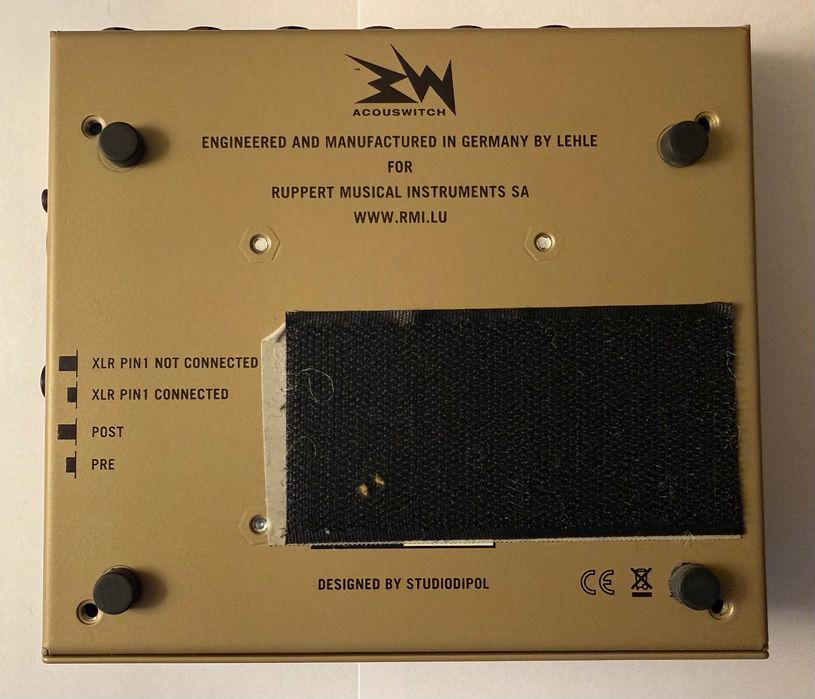 ACOUSWITCH
ENGINEERED AND MANUFACTURED IN GERMANY BY LEHLE
FOR
RUPPERT MUSICAL INSTRUMENTS SA
WWW.RMI.LU
XLR PIN1 NOT CONNECTED
XLR PIN1 CONNECTED
POST
PRE
DESIGNED BY STUDIODIPOL
CE